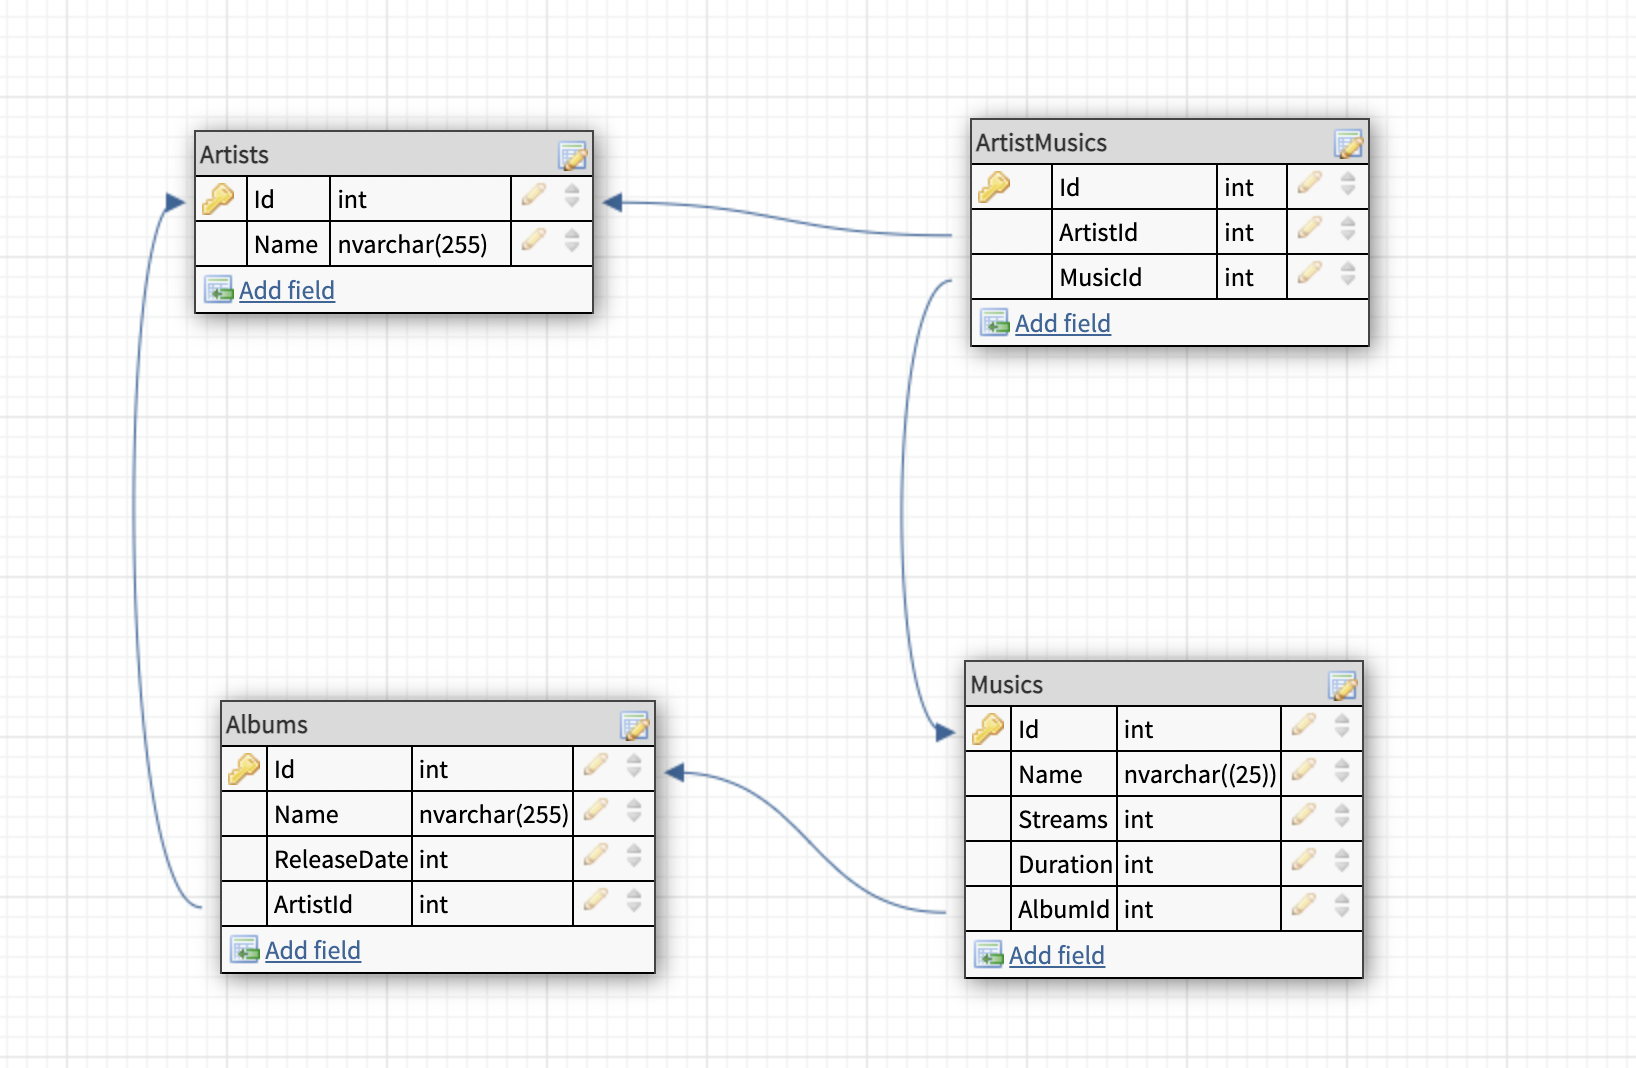 Artists
Id int
Name nvarchar(255)
Add field
ArtistMusics
Id int
ArtistId int
MusicId int
Add field
Albums
Id int
Name nvarchar(255)
ReleaseDate int
ArtistId int
Add field
Musics
Id int
Name nvarchar((25))
Streams int
Duration int
AlbumId int
Add field